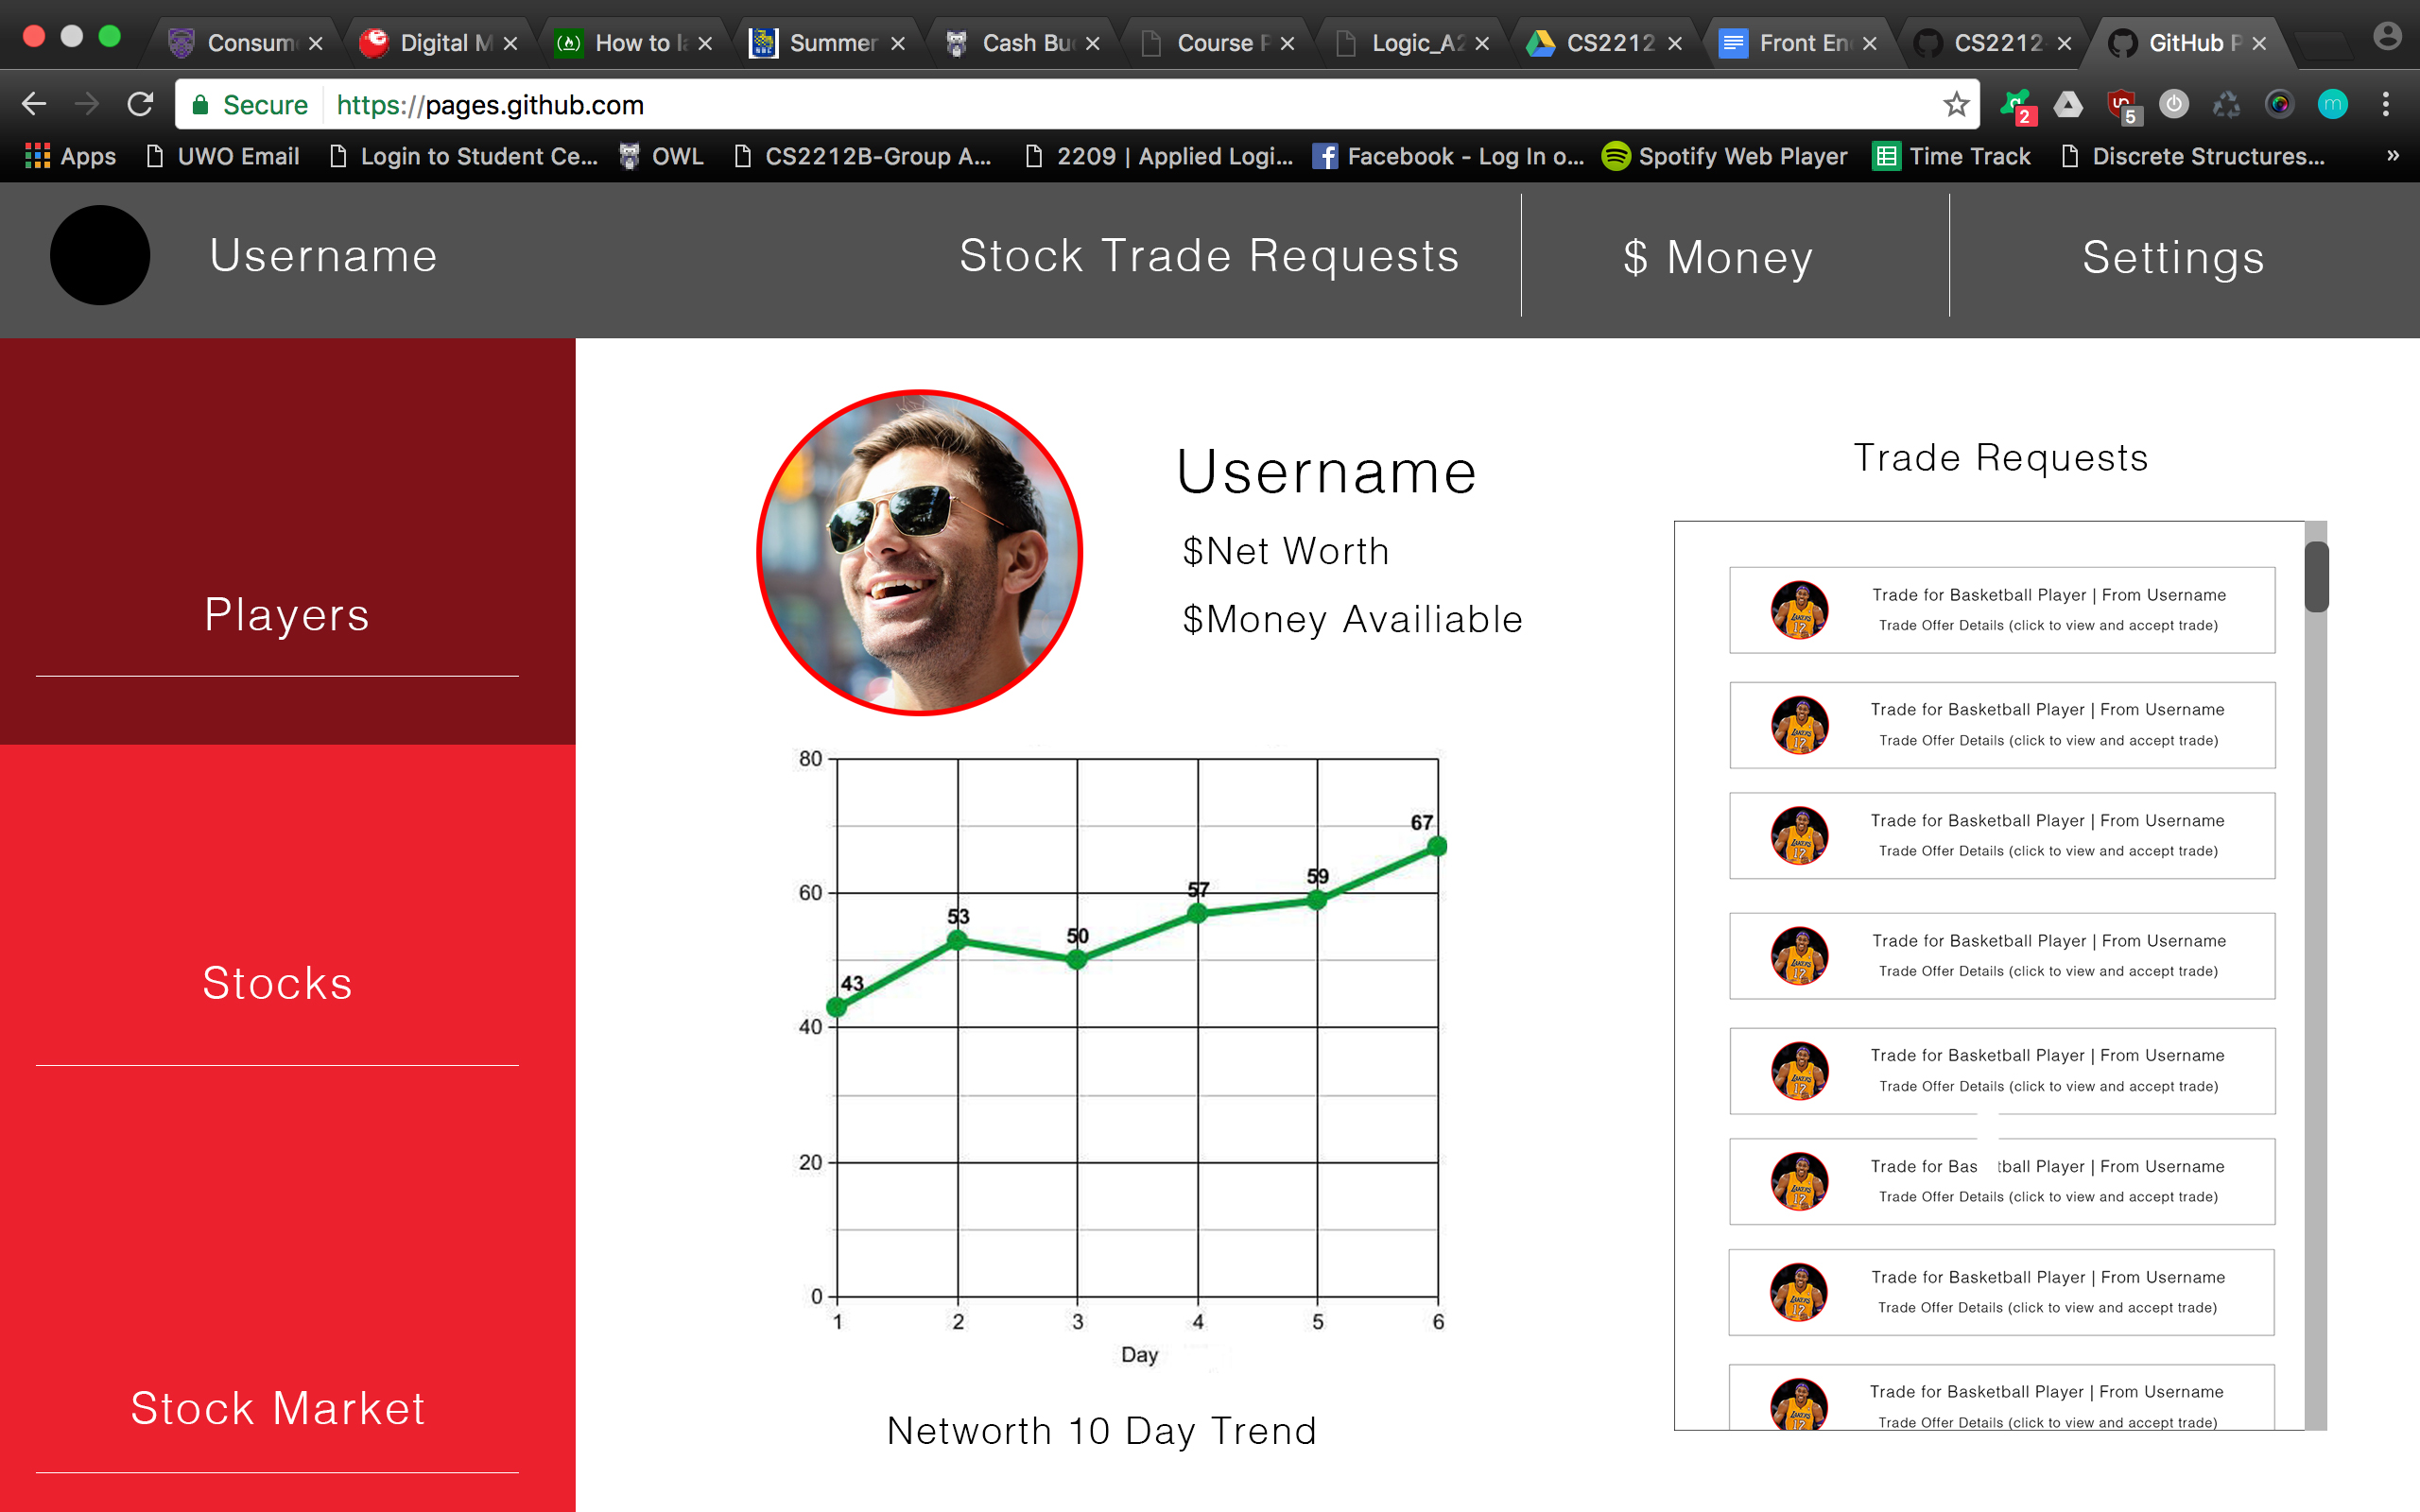 Consum
Digital M
How to la
Summer
Cash Bu
Course P
Logic_A2
CS2212
Front En
CS2212-
GitHub P
Secure
https://pages.github.com
2
5
m
Apps
UWO Email
Login to Student Ce...
OWL
CS2212B-Group A...
2209 | Applied Logi...
Facebook - Log In o...
Spotify Web Player
Time Track
Discrete Structures...
»
Username
Stock Trade Requests
$ Money
Settings
Players
Stocks
Stock Market
Username
$Net Worth
$Money Availiable
80
60
40
20
0
43
53
50
57
59
67
1 2 3 4 5 6
Day
Networth 10 Day Trend
Trade Requests
Trade for Basketball Player | From Username
Trade Offer Details (click to view and accept trade)
Trade for Basketball Player | From Username
Trade Offer Details (click to view and accept trade)
Trade for Basketball Player | From Username
Trade Offer Details (click to view and accept trade)
Trade for Basketball Player | From Username
Trade Offer Details (click to view and accept trade)
Trade for Basketball Player | From Username
Trade Offer Details (click to view and accept trade)
Trade for Bas tball Player | From Username
Trade Offer Details (click to view and accept trade)
Trade for Basketball Player | From Username
Trade Offer Details (click to view and accept trade)
Trade for Basketball Player | From Username
Trade Offer Details (click to view and accept trade)